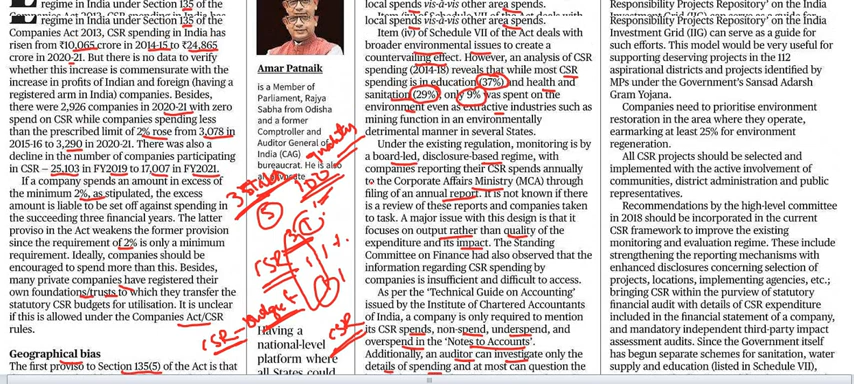 regime in India under Section 135 of the
Companies Act 2013, CSR spending in India has
risen from ₹10,065 crore in 2014-15 to ₹24,865
crore in 2020-21. But there is no data to verify
whether this increase is commensurate with the
increase in profits of Indian and foreign (having a
registered arm in India) companies. Besides,
there were 2,926 companies in 2020-21 with zero
spend on CSR while companies spending less
than the prescribed limit of 2% rose from 3,078 in
2015-16 to 3,290 in 2020-21. There was also a
decline in the number of companies participating
in CSR – 25,103 in FY2019 to 17,007 in FY2021.
If a company spends an amount in excess of
the minimum 2%, as stipulated, the excess
amount is liable to be set off against spending in
the succeeding three financial years. The latter
proviso in the Act weakens the former provision
since the requirement of 2% is only a minimum
requirement. Ideally, companies should be
encouraged to spend more than this. Besides,
many private companies have registered their
own foundations/trusts to which they transfer the
statutory CSR budgets for utilisation. It is unclear
if this is allowed under the Companies Act/CSR
rules.
Geographical bias
The first proviso to Section 135(5) of the Act is that
Amar Patnaik
is a Member of
Parliament, Rajya
Sabha from Odisha
and a former
Comptroller and
Auditor General of
India (CAG)
bureaucrat. He is also
CSR
CSR - Budget
CSR
Having a
national-level
platform where
all States could
local spends vis-à-vis other area spends.
local spends vis-à-vis other area spends.
Item (iv) of Schedule VII of the Act deals with
broader environmental issues to create a
countervailing effect. However, an analysis of CSR
spending (2014-18) reveals that while most CSR
spending is in education (37%) and health and
sanitation (29%), only 9% was spent on the
environment even as extractive industries such as
mining function in an environmentally
detrimental manner in several States.
Under the existing regulation, monitoring is by
a board-led, disclosure-based regime, with
companies reporting their CSR spends annually
to the Corporate Affairs Ministry (MCA) through
filing of an annual report. It is not known if there
is a review of these reports and companies taken
to task. A major issue with this design is that it
focuses on output rather than quality of the
expenditure and its impact. The Standing
Committee on Finance had also observed that the
information regarding CSR spending by
companies is insufficient and difficult to access.
As per the 'Technical Guide on Accounting'
issued by the Institute of Chartered Accountants
of India, a company is only required to mention
its CSR spends, non-spend, underspend, and
overspend in the 'Notes to Accounts'.
Additionally, an auditor can investigate only the
details of spending and at most can question the
Responsibility Projects Repository' on the India
Responsibility Projects Repository' on the India
Investment Grid (IIG) can serve as a guide for
such efforts. This model would be very useful for
supporting deserving projects in the 112
aspirational districts and projects identified by
MPs under the Government's Sansad Adarsh
Gram Yojana.
Companies need to prioritise environment
restoration in the area where they operate,
earmarking at least 25% for environment
regeneration.
All CSR projects should be selected and
implemented with the active involvement of
communities, district administration and public
representatives.
Recommendations by the high-level committee
in 2018 should be incorporated in the current
CSR framework to improve the existing
monitoring and evaluation regime. These include
strengthening the reporting mechanisms with
enhanced disclosures concerning selection of
projects, locations, implementing agencies, etc.;
bringing CSR within the purview of statutory
financial audit with details of CSR expenditure
included in the financial statement of a company,
and mandatory independent third-party impact
assessment audits. Since the Government itself
has begun separate schemes for sanitation, water
supply and education (listed in Schedule VII),